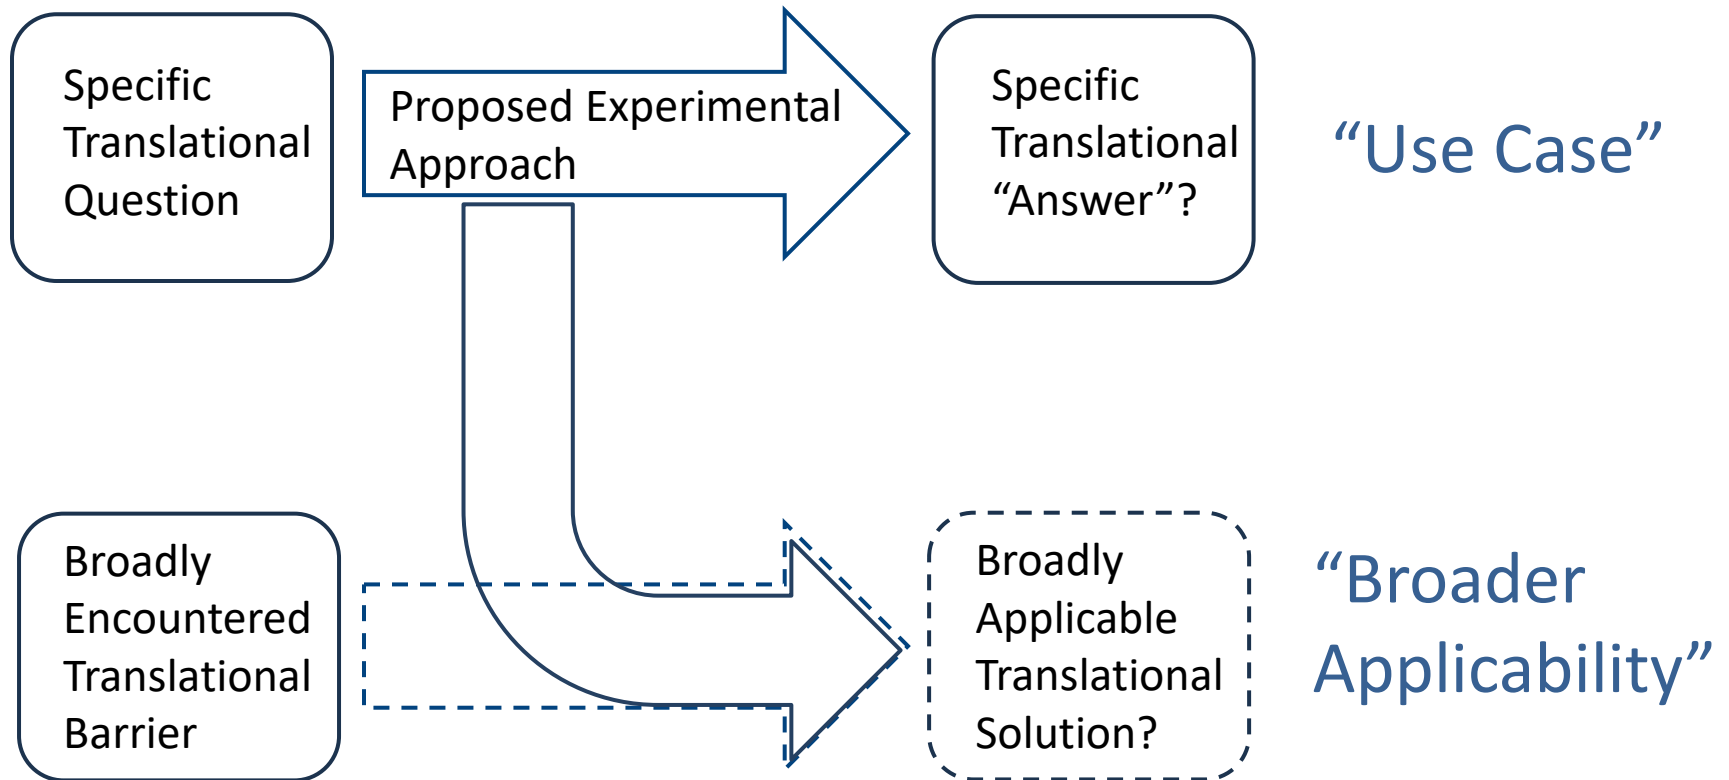 Specific
Translational
Question
Proposed Experimental
Approach
Specific
Translational
“Answer”?
“Use Case”
Broadly
Encountered
Translational
Barrier
Broadly
Applicable
Translational
Solution?
“Broader
Applicability”